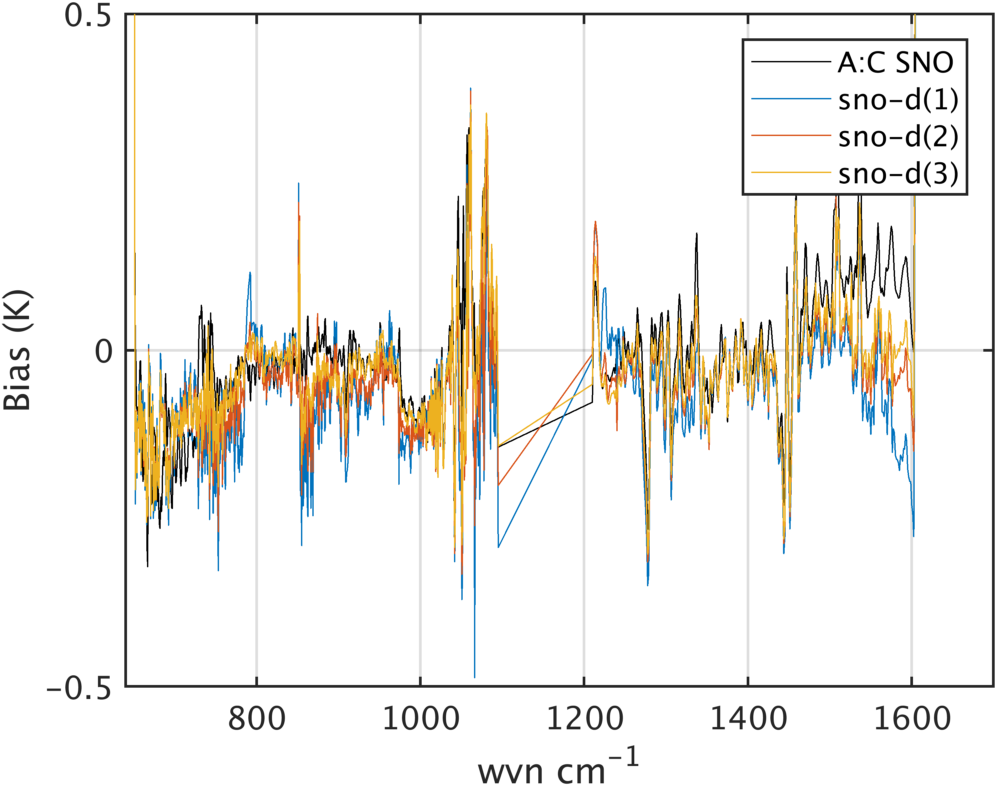 0.5
A:C SNO
sno-d(1)
sno-d(2)
sno-d(3)
Bias (K)
0
−0.5
800 1000 1200 1400 1600
wvn cm⁻¹